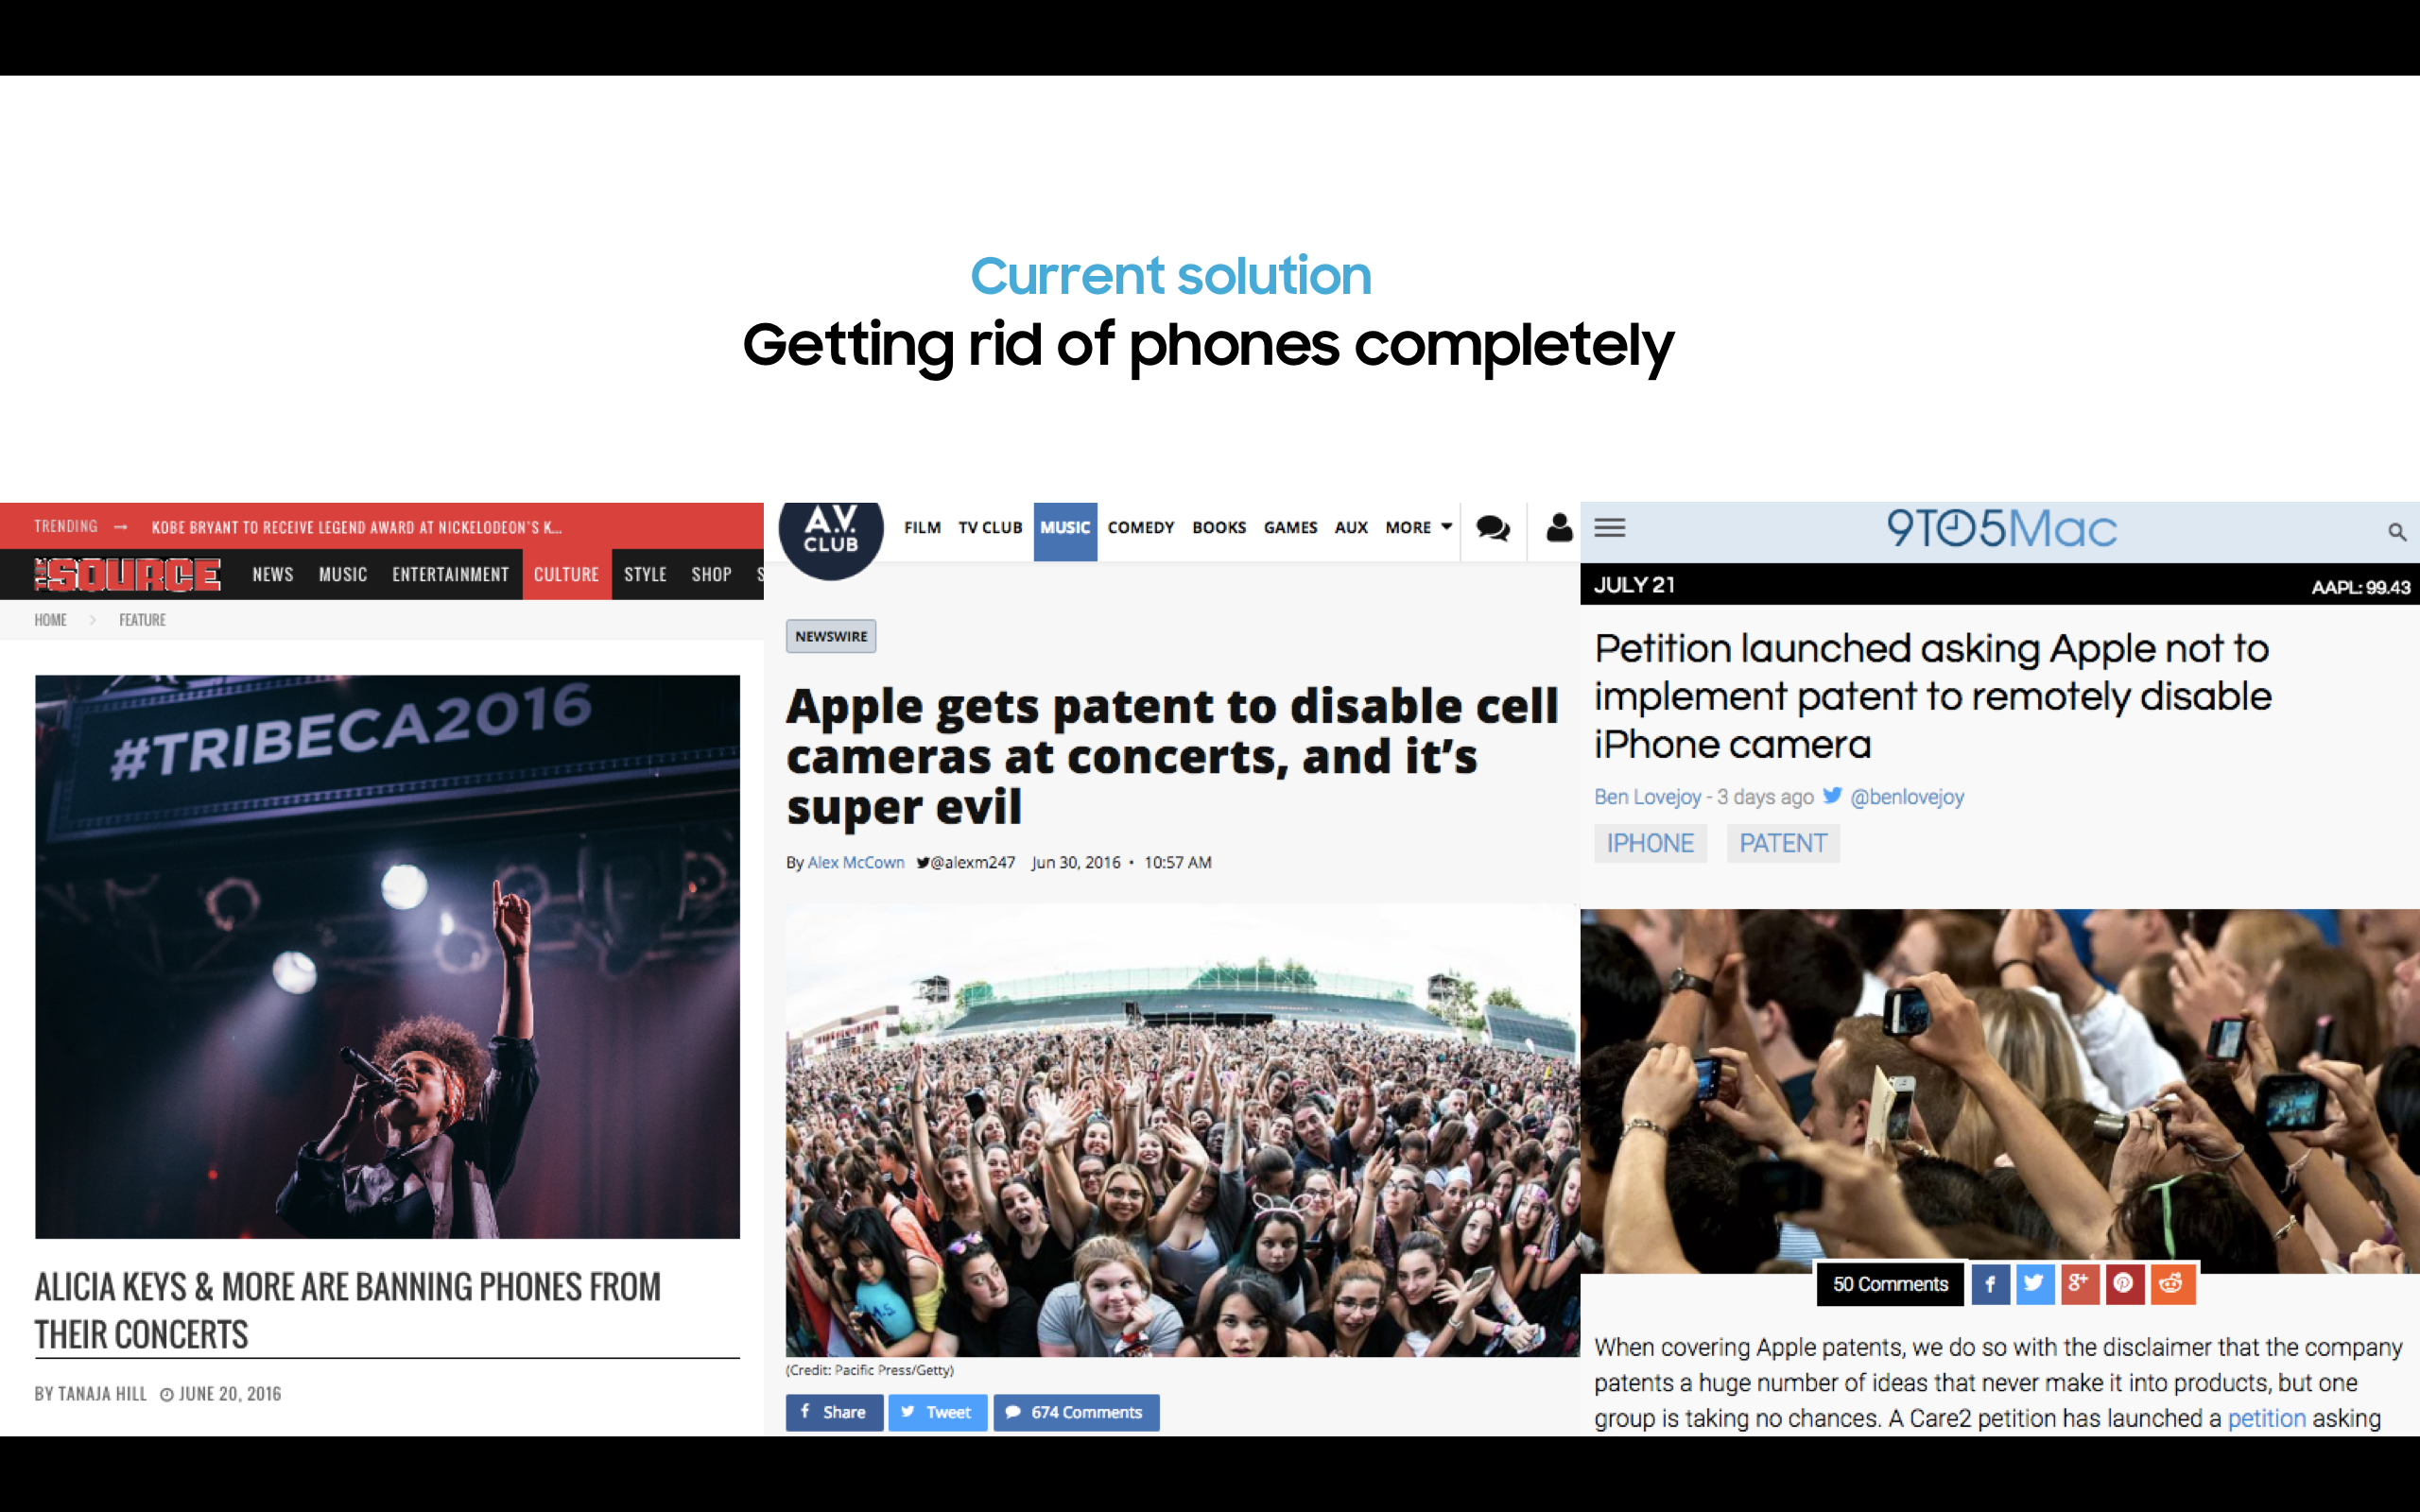 Current solution
Getting rid of phones completely
TRENDING → KOBE BRYANT TO RECEIVE LEGEND AWARD AT NICKELODEON'S K...
THE SOURCE NEWS MUSIC ENTERTAINMENT CULTURE STYLE SHOP S
HOME > FEATURE
#TRIBECA2016
ALICIA KEYS & MORE ARE BANNING PHONES FROM
THEIR CONCERTS
BY TANAJA HILL JUNE 20, 2016
A.V.
CLUB
FILM TV CLUB MUSIC COMEDY BOOKS GAMES AUX MORE
NEWSWIRE
Apple gets patent to disable cell
cameras at concerts, and it's
super evil
By Alex McCown @alexm247 Jun 30, 2016 • 10:57 AM
(Credit: Pacific Press/Getty)
f Share Tweet 674 Comments
9TO5Mac
JULY 21 AAPL: 99.43
Petition launched asking Apple not to
implement patent to remotely disable
iPhone camera
Ben Lovejoy - 3 days ago @benlovejoy
IPHONE PATENT
50 Comments f g+
When covering Apple patents, we do so with the disclaimer that the company
patents a huge number of ideas that never make it into products, but one
group is taking no chances. A Care2 petition has launched a petition asking